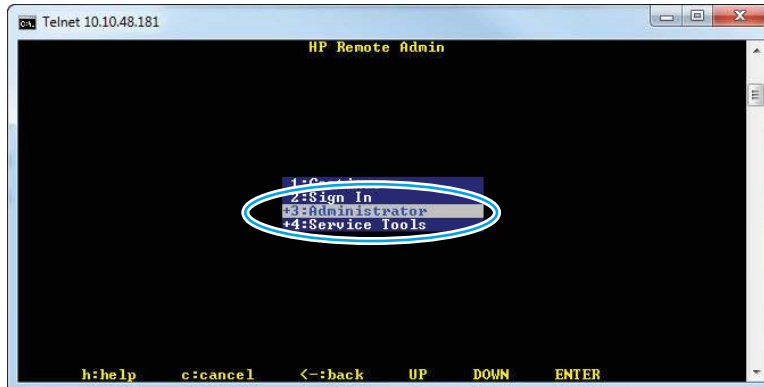 Telnet 10.10.48.181
HP Remote Admin
2:Sign In
+3:Administrator
+4:Service Tools
h:help c:cancel <-:back UP DOWN ENTER